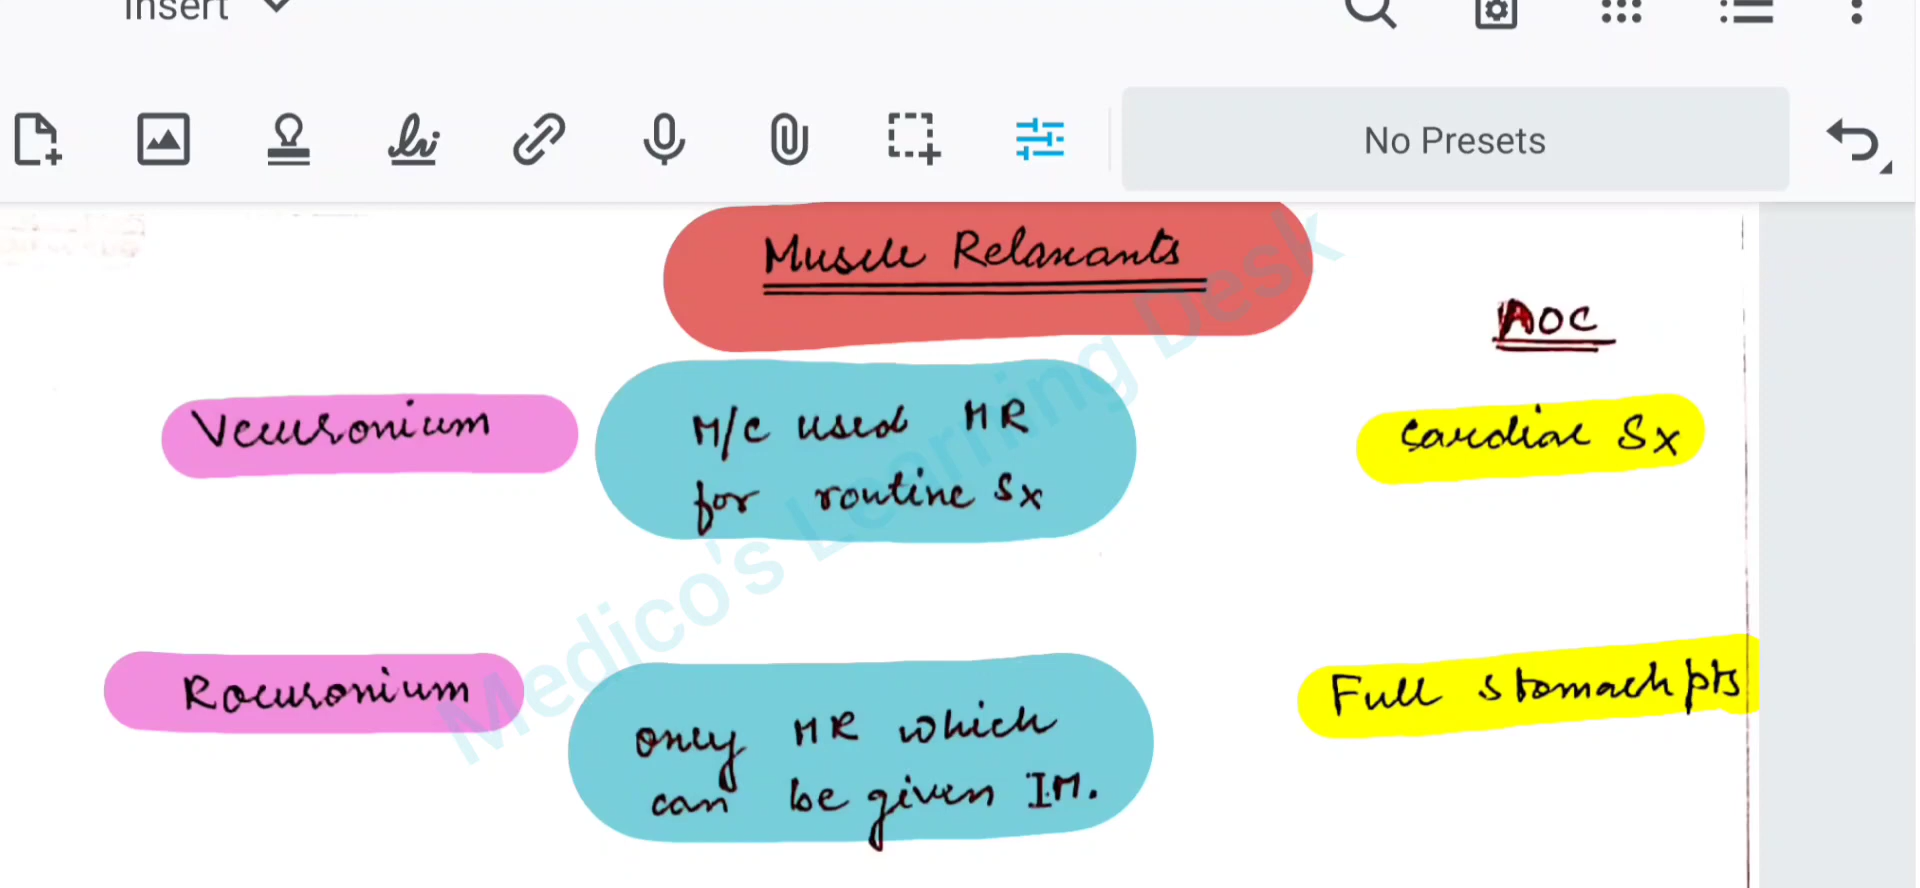 Insert
No Presets
Muscle Relaxants
AOC
Vecuronium
M/C used MR
for routine Sx
Cardiac Sx
Rocuronium
only MR which
can be given IM.
Full stomach pts
Medico's Learning Desk